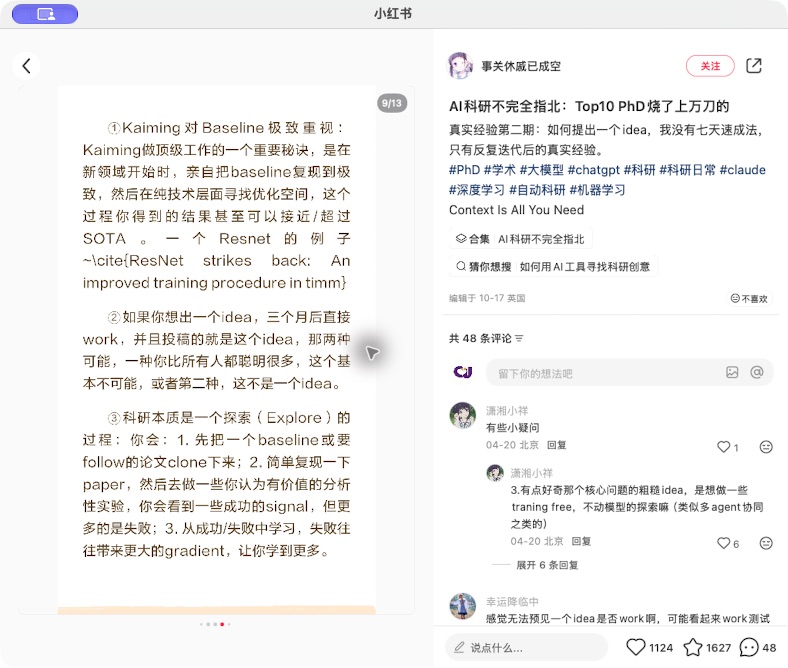 小红书
9/13
①Kaiming 对 Baseline 极 致 重 视 ：
Kaiming做顶级工作的一个重要秘诀，是在
新领域开始时，亲自把baseline复现到极
致，然后在纯技术层面寻找优化空间，这个
过程你得到的结果甚至可以接近/超过
SOTA 。 一 个 Resnet 的 例 子
~\cite{ResNet strikes back: An
improved training procedure in timm}
②如果你想出一个idea，三个月后直接
work，并且投稿的就是这个idea，那两种
可能，一种你比所有人都聪明很多，这个基
本不可能，或者第二种，这不是一个idea。
③科研本质是一个探索（Explore）的
过程：你会：1. 先把一个baseline或要
follow的论文clone下来；2. 简单复现一下
paper，然后去做一些你认为有价值的分析
性实验，你会看到一些成功的signal，但更
多的是失败；3. 从成功/失败中学习，失败往
往带来更大的gradient，让你学到更多。
事关休戚已成空
关注
AI科研不完全指北：Top10 PhD烧了上万刀的
真实经验第二期：如何提出一个idea，我没有七天速成法，
只有反复迭代后的真实经验。
#PhD #学术 #大模型 #chatgpt #科研 #科研日常 #claude
#深度学习 #自动科研 #机器学习
Context Is All You Need
合集 AI科研不完全指北
猜你想搜 如何用AI工具寻找科研创意
编辑于 10-17 英国
不喜欢
共 48 条评论
CJ
留下你的想法吧
潇湘小祥
有些小疑问
04-20 北京 回复
1
潇湘小祥
3.有点好奇那个核心问题的粗糙idea，是想做一些
traning free，不动模型的探索嘛（类似多agent协同
之类的）
04-20 北京 回复
6
展开 6 条回复
幸运降临中
感觉无法预见一个idea是否work啊，可能看起来work测试
说点什么...
1124
1627
48